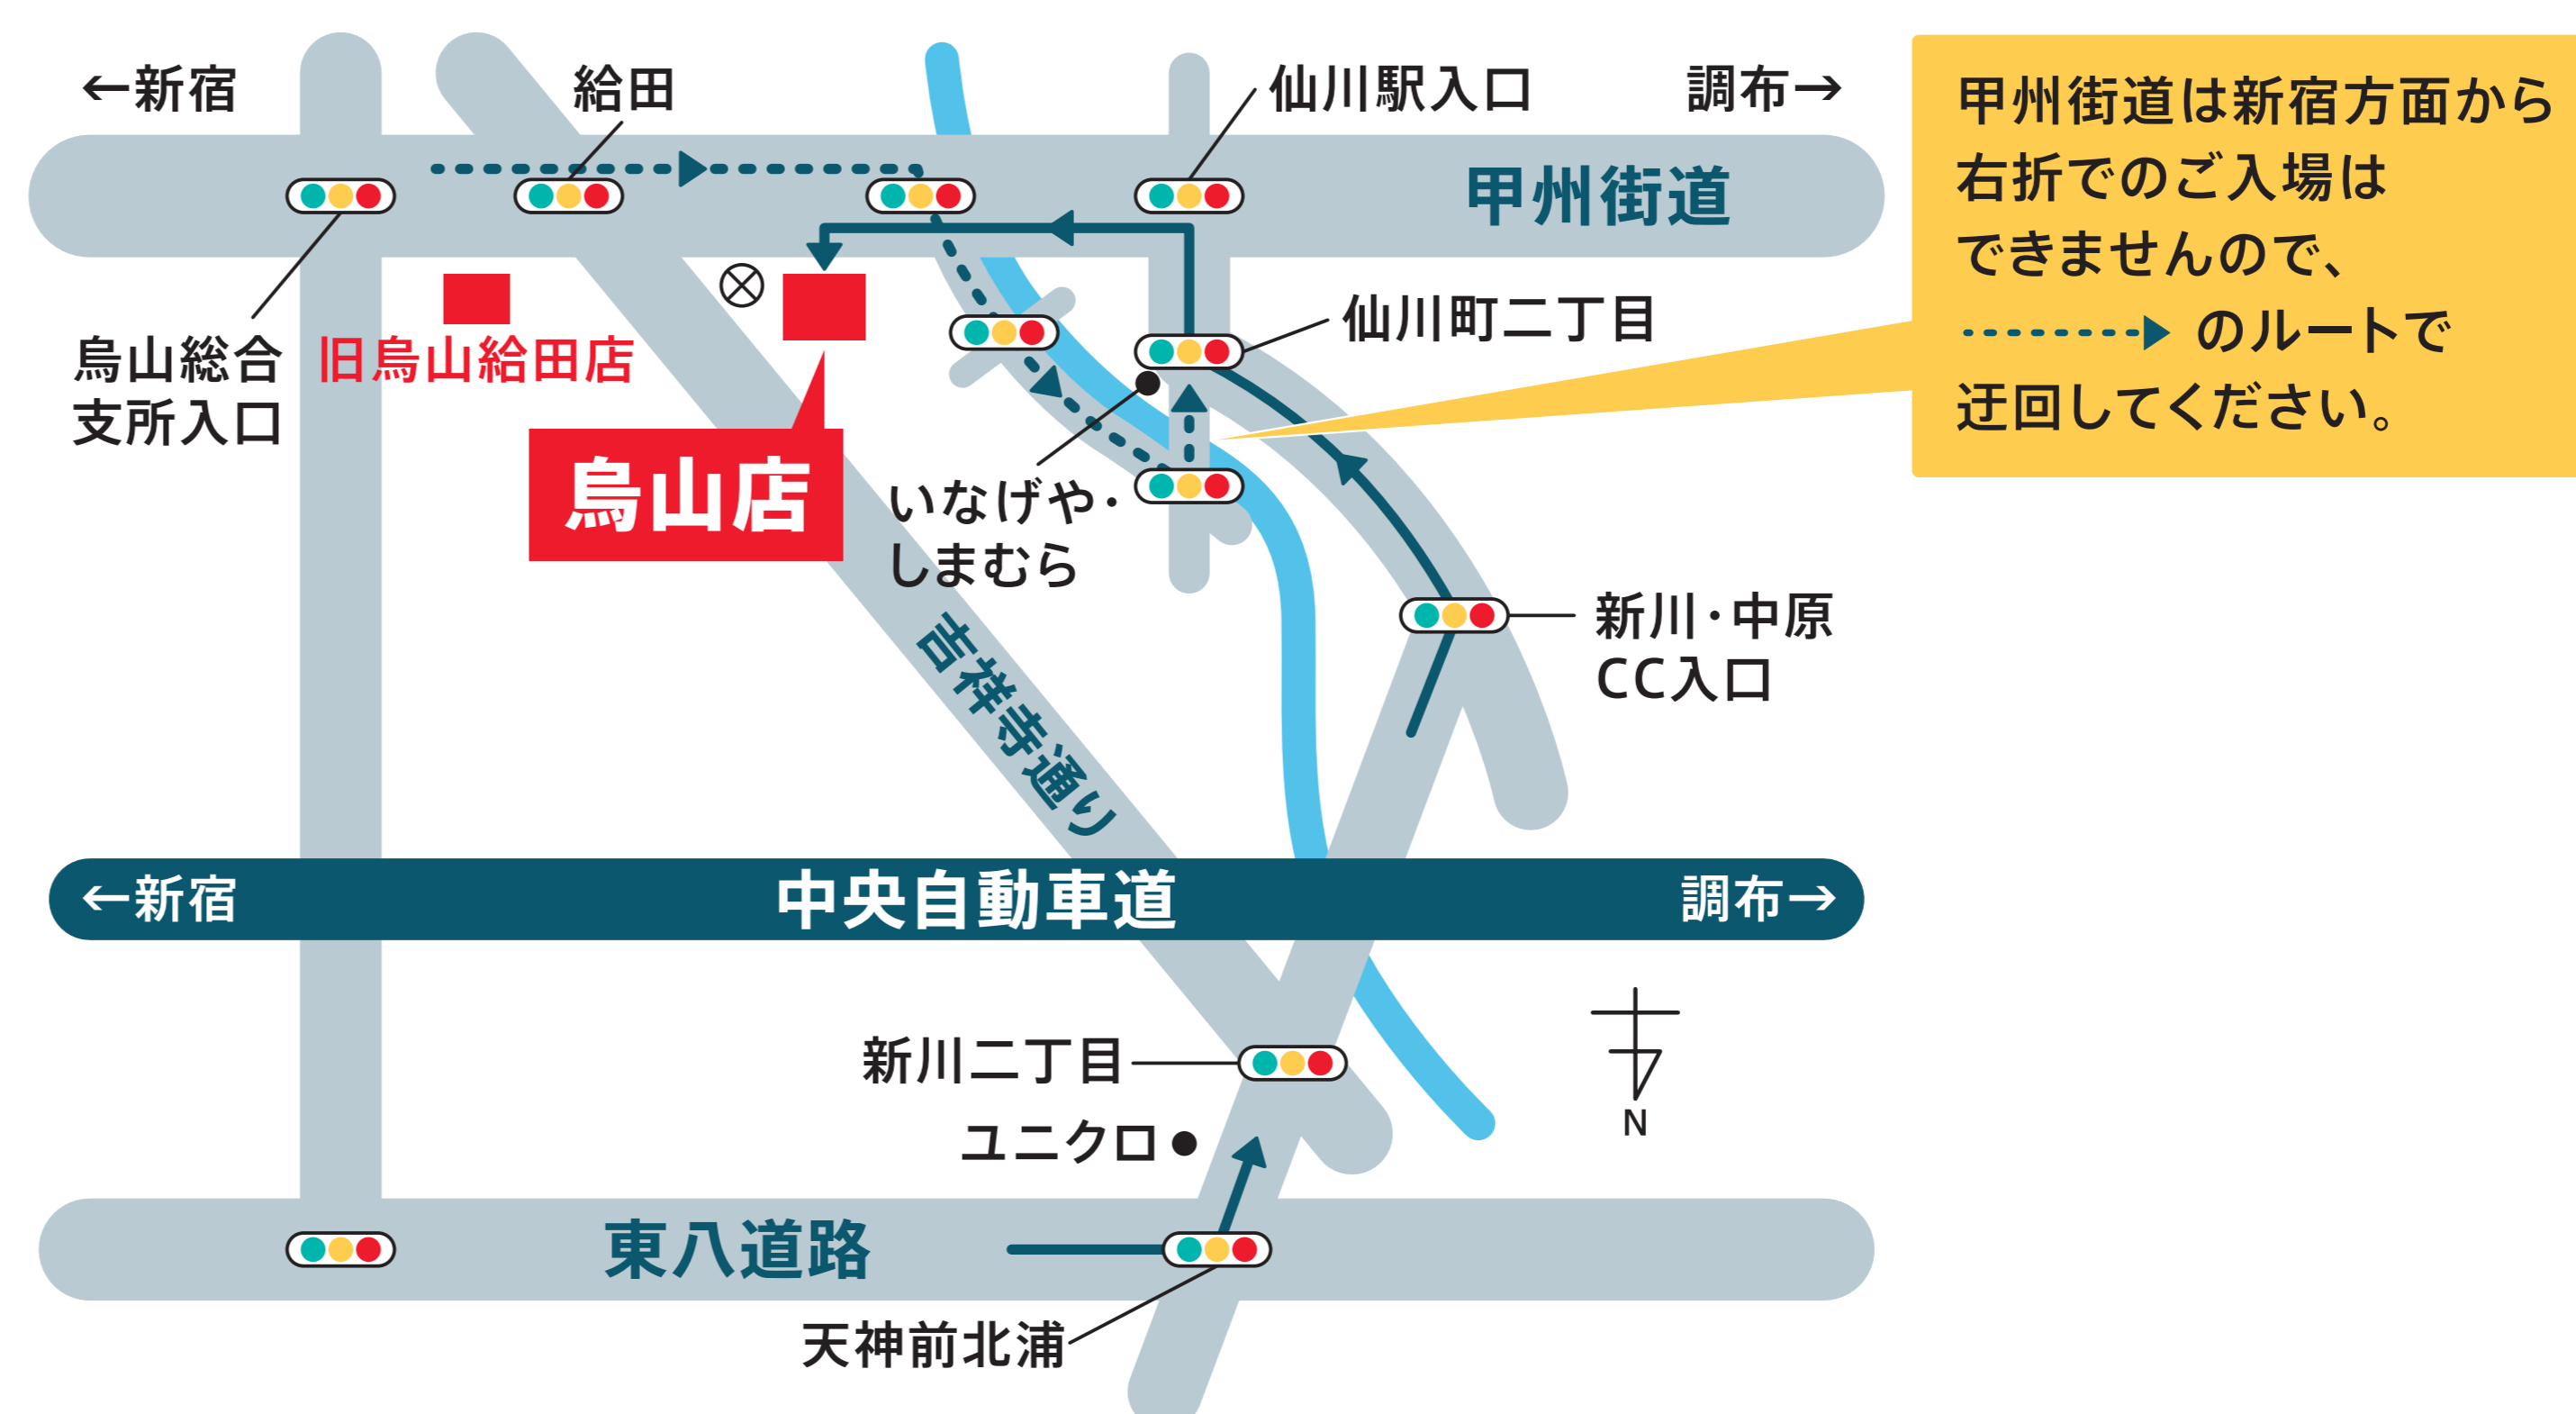 ←新宿
給田
仙川駅入口
調布→
甲州街道
甲州街道は新宿方面から
右折でのご入場は
できませんので、
のルートで
迂回してください。
烏山総合
支所入口
旧烏山給田店
仙川町二丁目
烏山店
いなげや・
しまむら
吉祥寺通り
新川・中原
CC入口
←新宿
中央自動車道
調布→
新川二丁目
ユニクロ
N
東八道路
天神前北浦